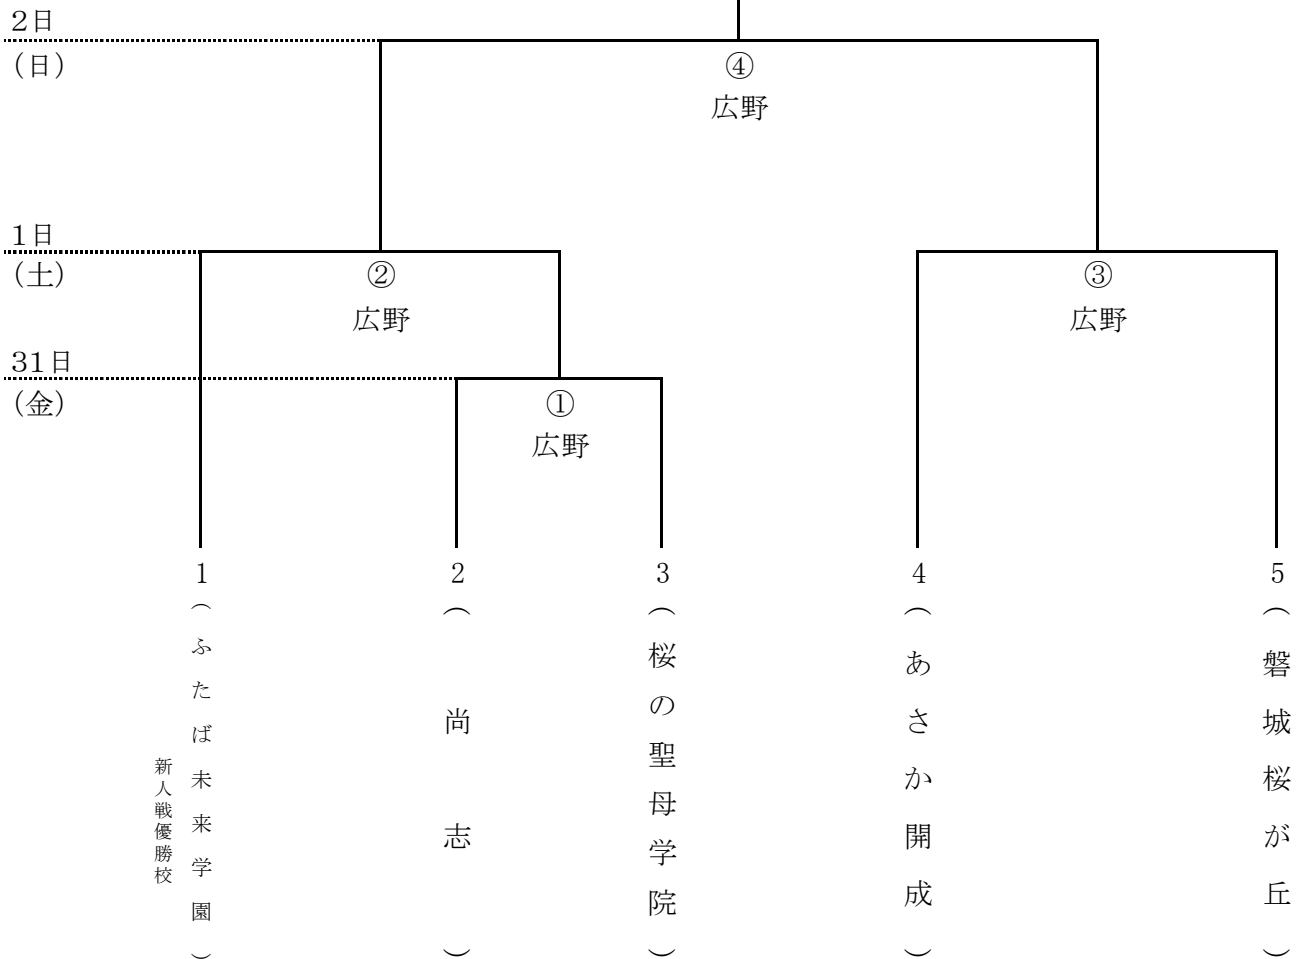 2日
(日)
④
広野
1日
(土)
②
広野
③
広野
31日
(金)
①
広野
1
(ふたば未来学園)
新人戦優勝校
2
(尚志)
3
(桜の聖母学院)
4
(あさか開成)
5
(磐城桜が丘)